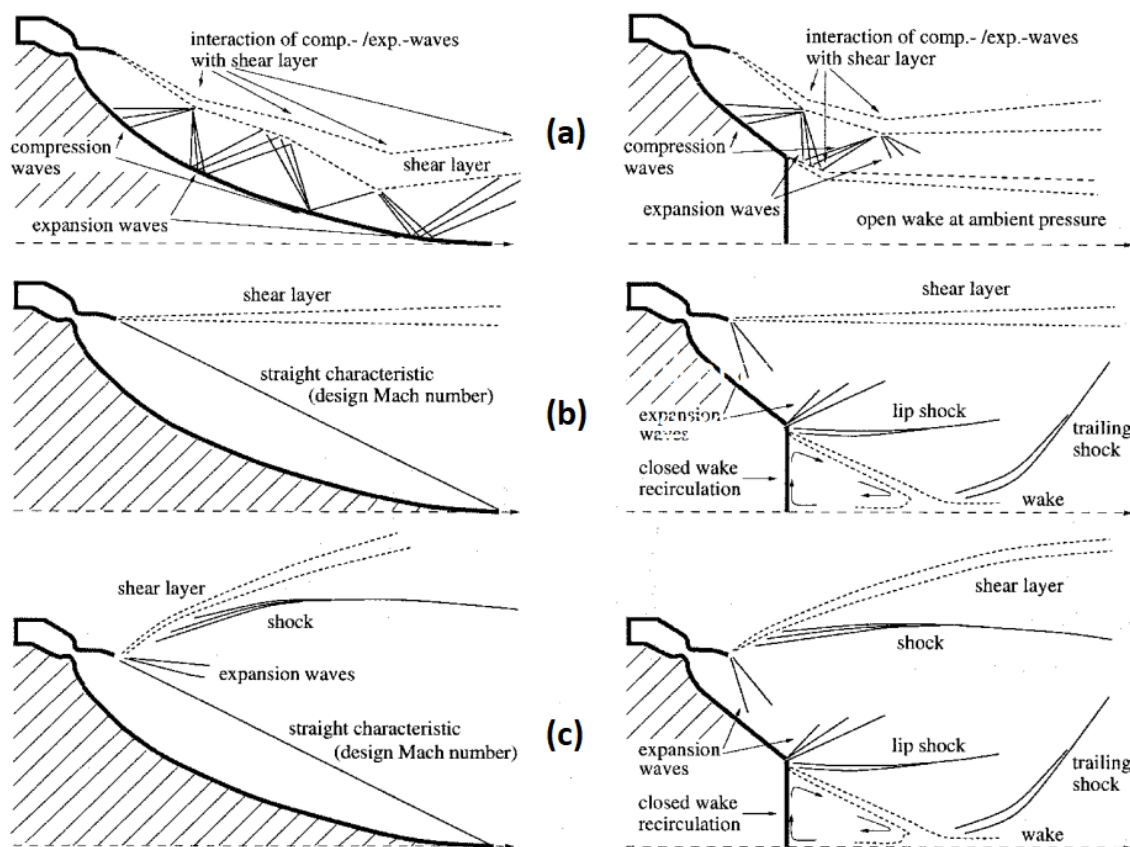 interaction of comp.- /exp.-waves
with shear layer
compression
waves
expansion waves
shear layer
(a)
interaction of comp.- /exp.-waves
with shear layer
compression
waves
expansion waves
open wake at ambient pressure
shear layer
straight characteristic
(design Mach number)
(b)
shear layer
expansion
waves
lip shock
trailing
shock
closed wake
recirculation
wake
shear layer
shock
expansion waves
straight characteristic
(design Mach number)
(c)
shear layer
shock
expansion
waves
lip shock
trailing
shock
closed wake
recirculation
wake